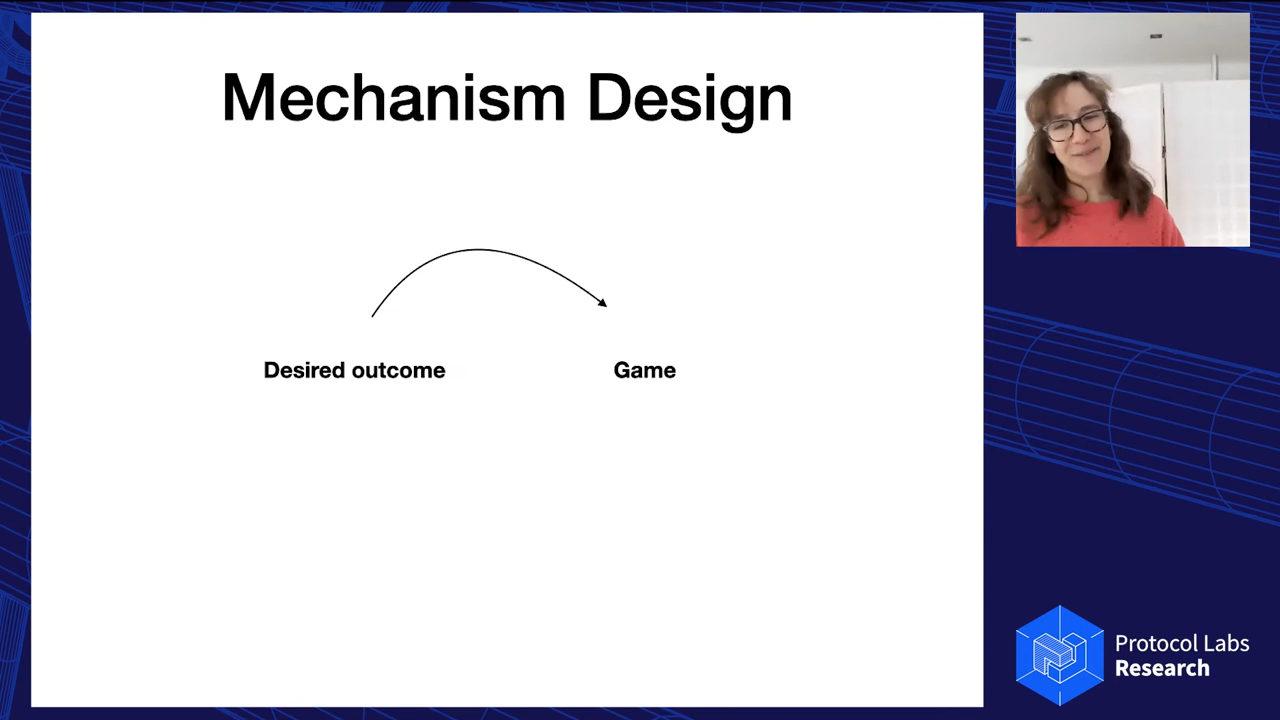 Mechanism Design
Desired outcome
Game
Protocol Labs
Research